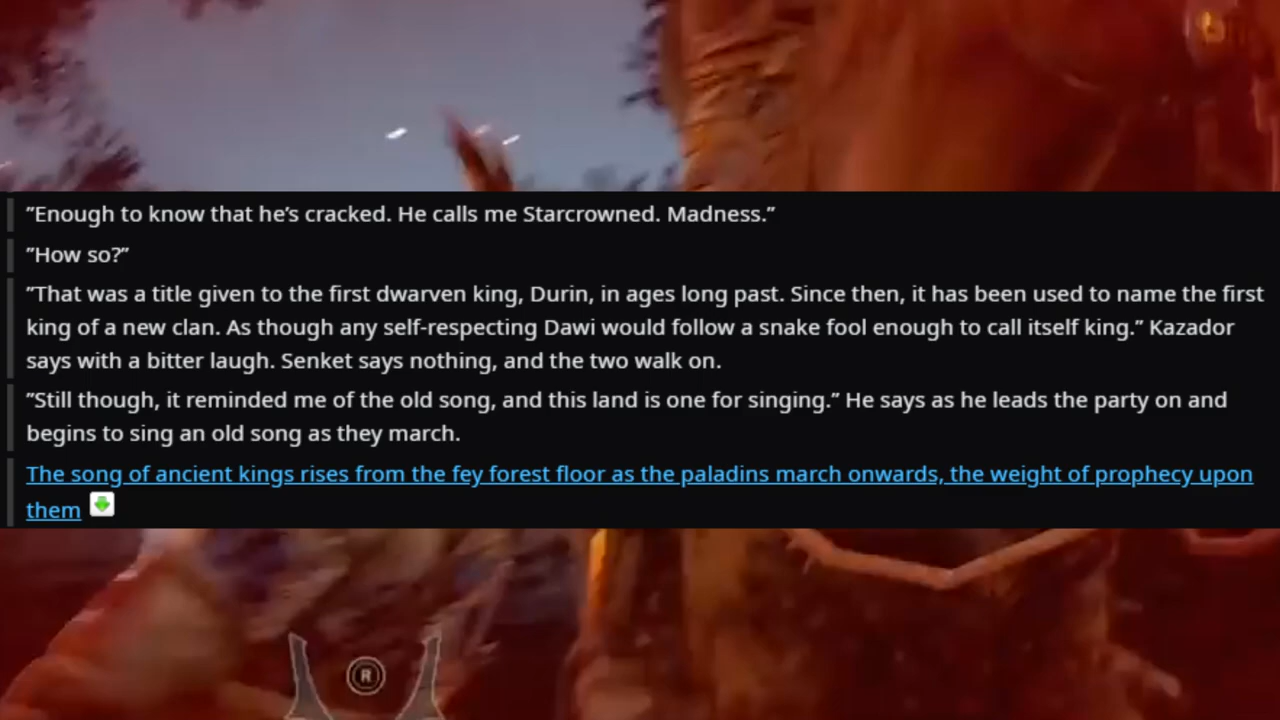 ”Enough to know that he’s cracked. He calls me Starcrowned. Madness.”
”How so?”
”That was a title given to the first dwarven king, Durin, in ages long past. Since then, it has been used to name the first
king of a new clan. As though any self-respecting Dawi would follow a snake fool enough to call itself king.” Kazador
says with a bitter laugh. Senket says nothing, and the two walk on.
”Still though, it reminded me of the old song, and this land is one for singing.” He says as he leads the party on and
begins to sing an old song as they march.
The song of ancient kings rises from the fey forest floor as the paladins march onwards, the weight of prophecy upon
them
R